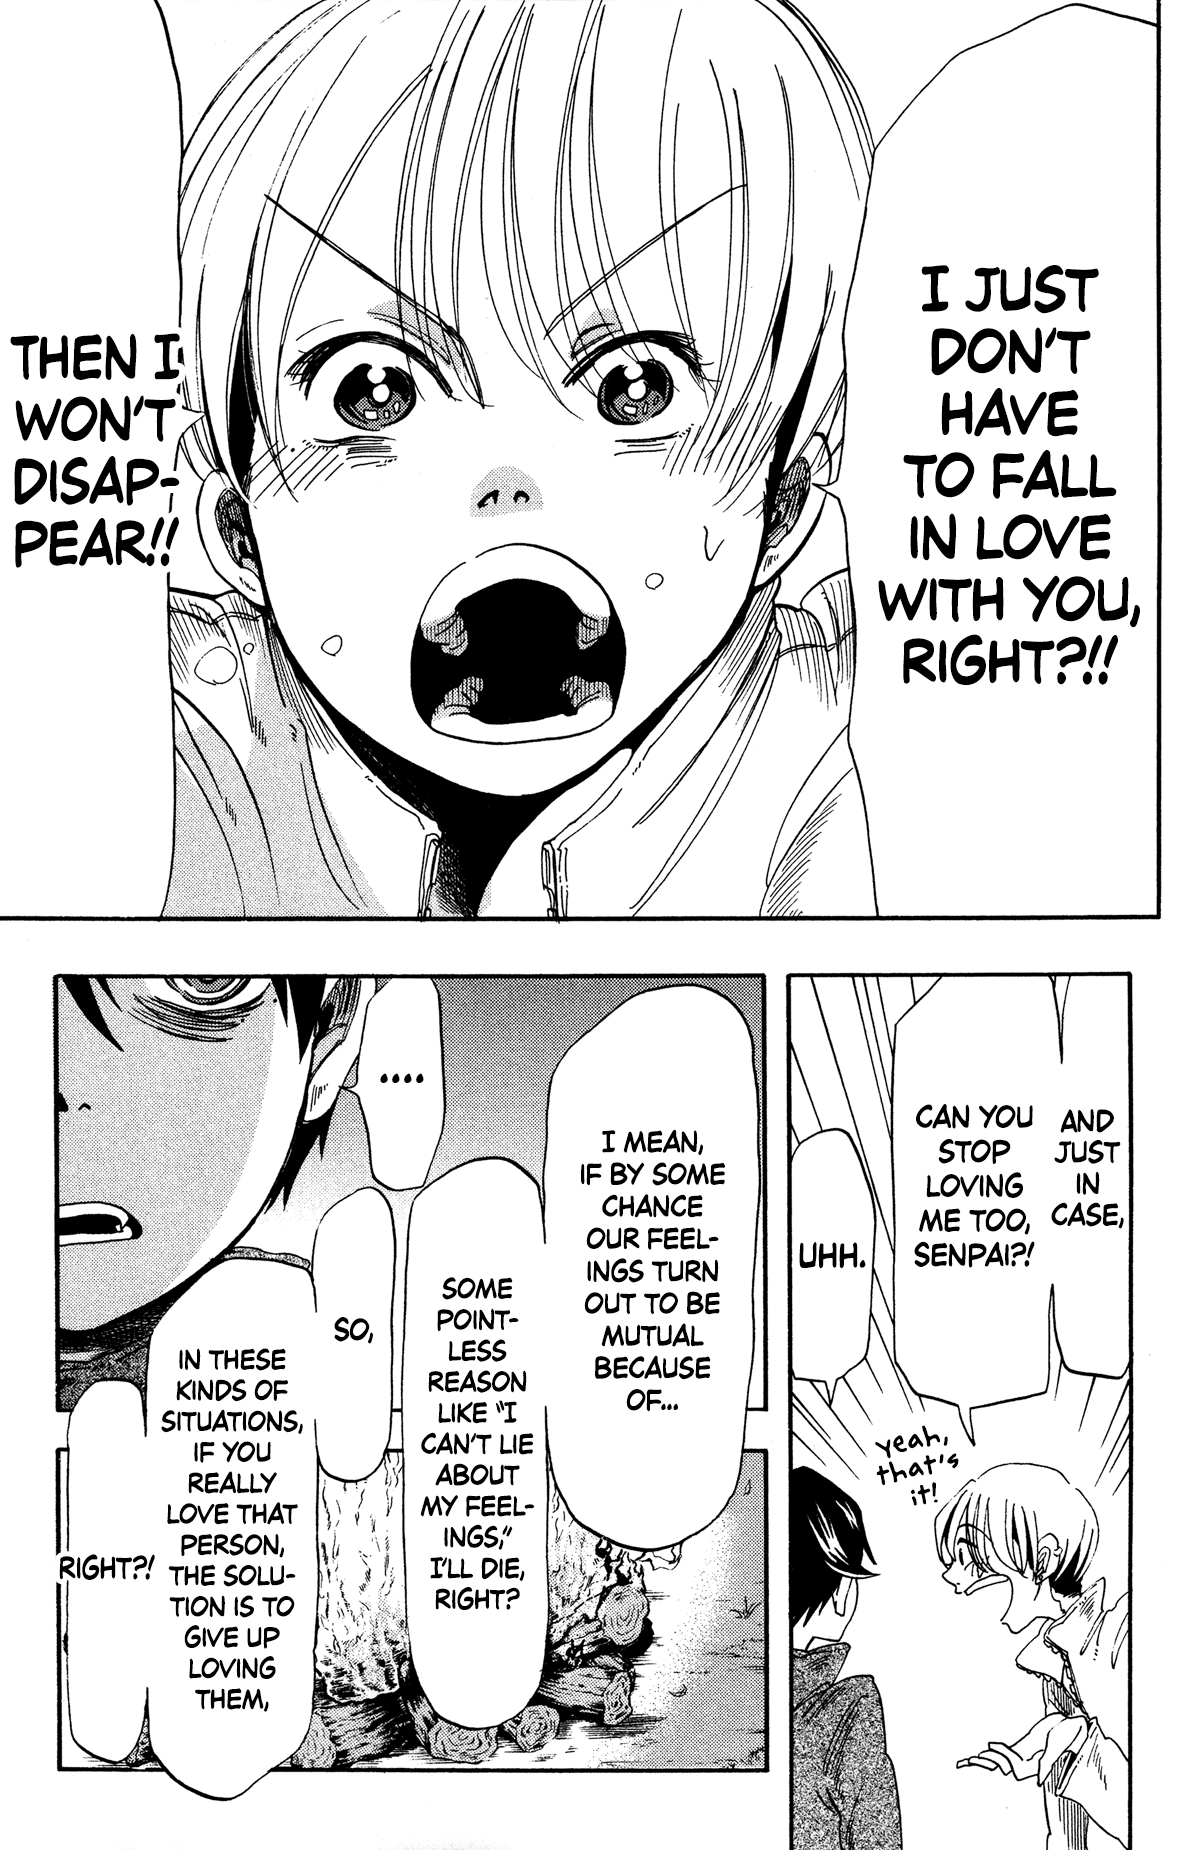 I JUST
DON'T
HAVE
TO FALL
IN LOVE
WITH YOU,
RIGHT?!!
THEN I
WON'T
DISAP-
PEAR!!
AND
JUST
IN
CASE,
CAN YOU
STOP
LOVING
ME TOO,
SENPAI?!
yeah,
that's
it!
UHH.
I MEAN,
IF BY SOME
CHANCE
OUR FEEL-
INGS TURN
OUT TO BE
MUTUAL
BECAUSE
OF...
SOME
POINT-
LESS
REASON
LIKE "I
CAN'T LIE
ABOUT
MY FEEL-
INGS,"
I'LL DIE,
RIGHT?
....
SO,
IN THESE
KINDS OF
SITUATIONS,
IF YOU
REALLY
LOVE THAT
PERSON,
THE SOLU-
TION IS TO
GIVE UP
LOVING
THEM,
RIGHT?!